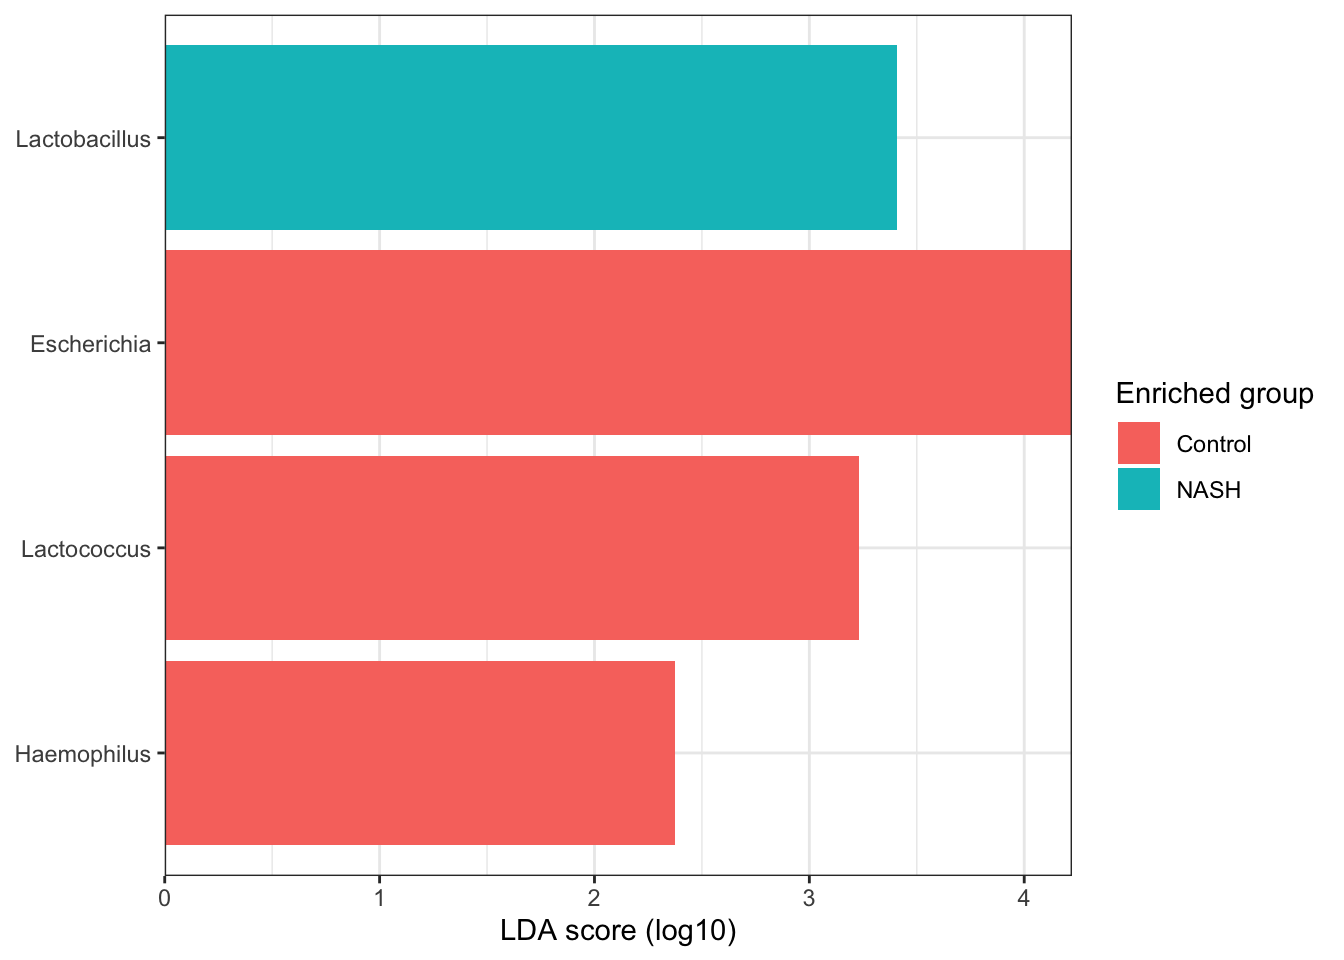 Lactobacillus
Escherichia
Lactococcus
Haemophilus
0 1 2 3 4
LDA score (log10)
Enriched group
Control
NASH